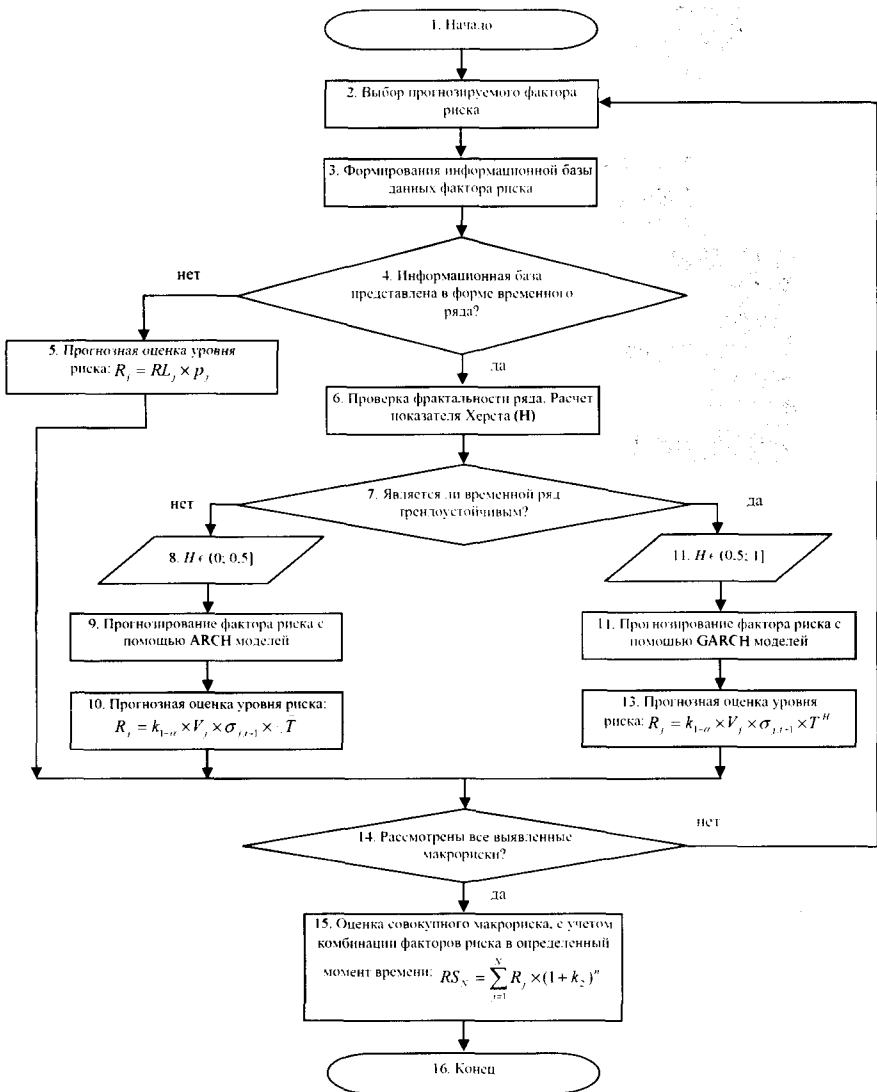 1. Начало
2. Выбор прогнозируемого фактора
риска
3. Формирования информационной базы
данных фактора риска
нет
4. Информационная база
представлена в форме временного
ряда?
5. Прогнозная оценка уровня
риска: R_j = RL_j × p_j
да
6. Проверка фрактальности ряда. Расчет
показателя Херста (H)
нет
7. Является ли временной ряд
трендоустойчивым?
да
8. H ∈ (0; 0.5]
11. H ∈ (0.5; 1]
9. Прогнозирование фактора риска с
помощью ARCH моделей
11. Прогнозирование фактора риска с
помощью GARCH моделей
10. Прогнозная оценка уровня риска:
R_j = k_{1-α} × V_j × σ_{j,t-1} × T
13. Прогнозная оценка уровня
риска: R_j = k_{1-α} × V_j × σ_{j,t-1} × T^H
14. Рассмотрены все выявленные
макрориски?
нет
да
15. Оценка совокупного макрориска, с учетом
комбинации факторов риска в определенный
момент времени: RS_N = ∑_{j=1}^{N} R_j × (1 + k_2)^n
16. Конец